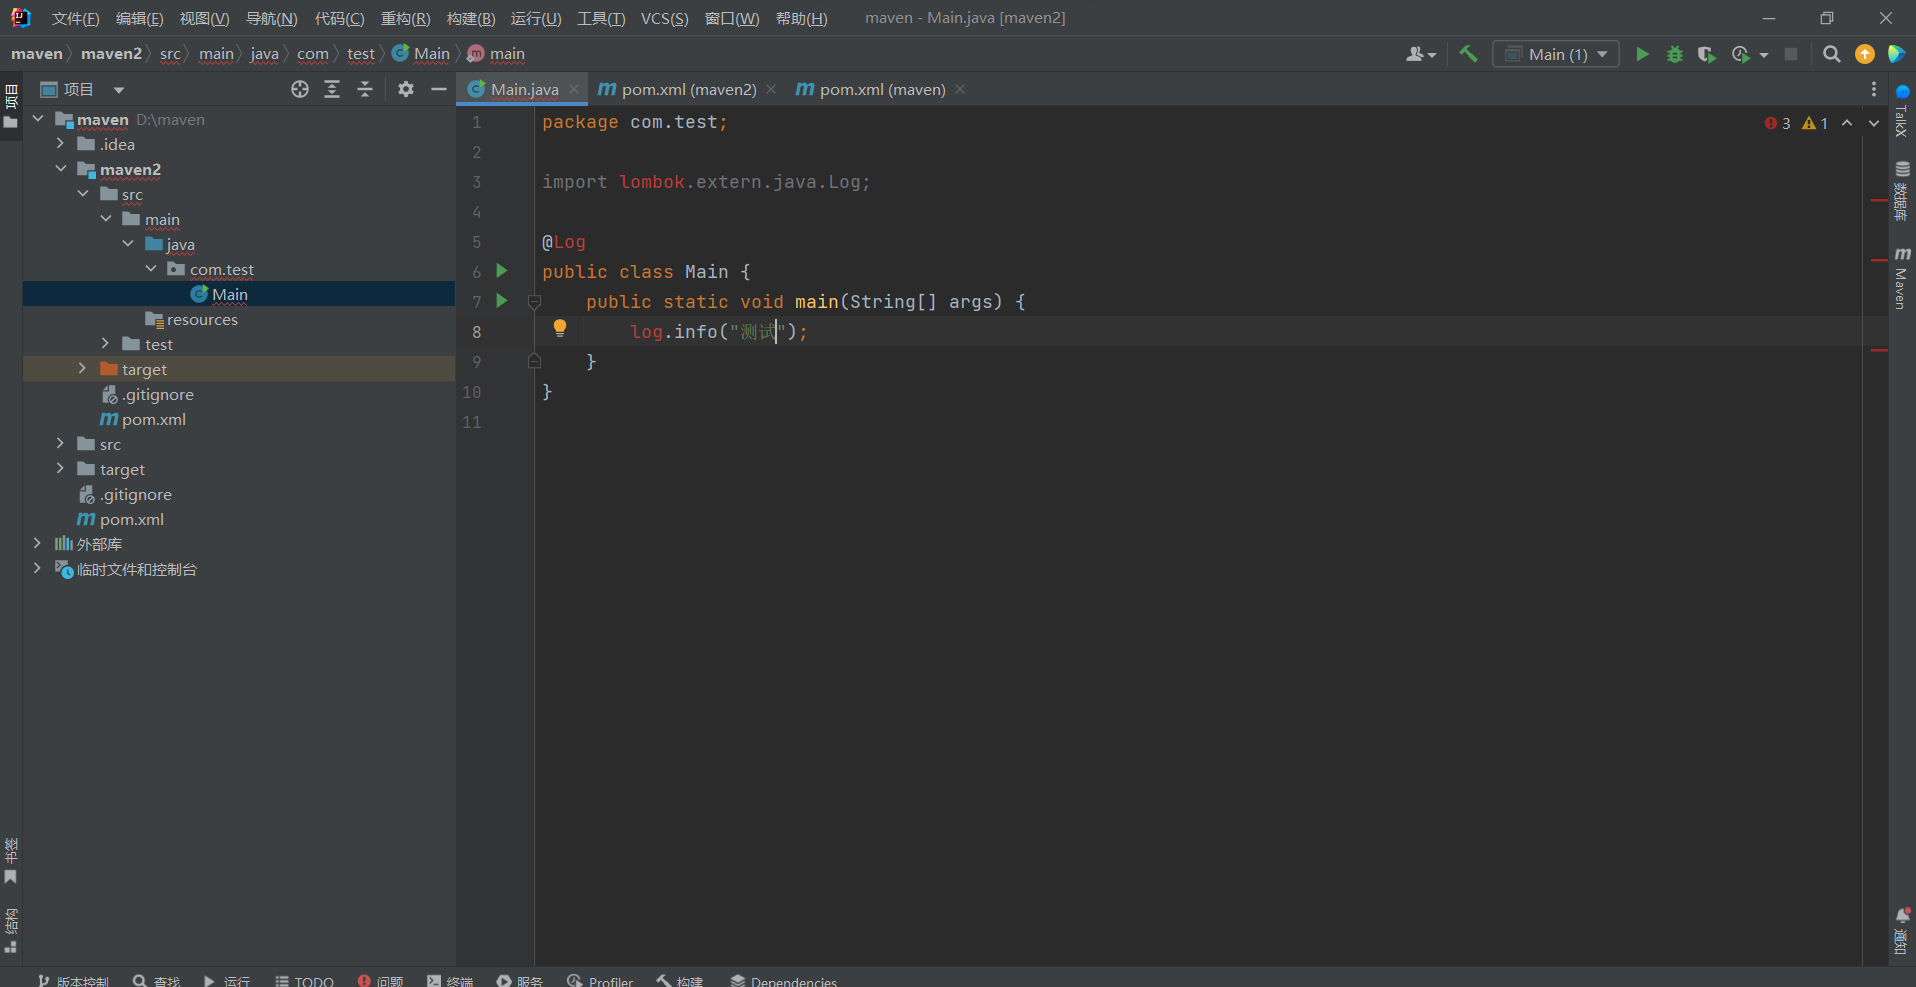 文件(F) 编辑(E) 视图(V) 导航(N) 代码(C) 重构(R) 构建(B) 运行(U) 工具(T) VCS(S) 窗口(W) 帮助(H) maven - Main.java [maven2]
maven maven2 src main java com test Main main Main (1)
项目
Main.java pom.xml (maven2) pom.xml (maven)
项目
maven D:\maven
.idea
maven2
src
main
java
com.test
Main
resources
test
target
.gitignore
pom.xml
src
target
.gitignore
pom.xml
外部库
临时文件和控制台
书签
结构
1 package com.test;
2
3 import lombok.extern.java.Log;
4
5 @Log
6 public class Main {
7 public static void main(String[] args) {
8 log.info("测试");
9 }
10 }
11
3 1
TalkX
数据库
Maven
通知
版本控制 查找 运行 TODO 问题 终端 服务 Profiler 构建 Dependencies